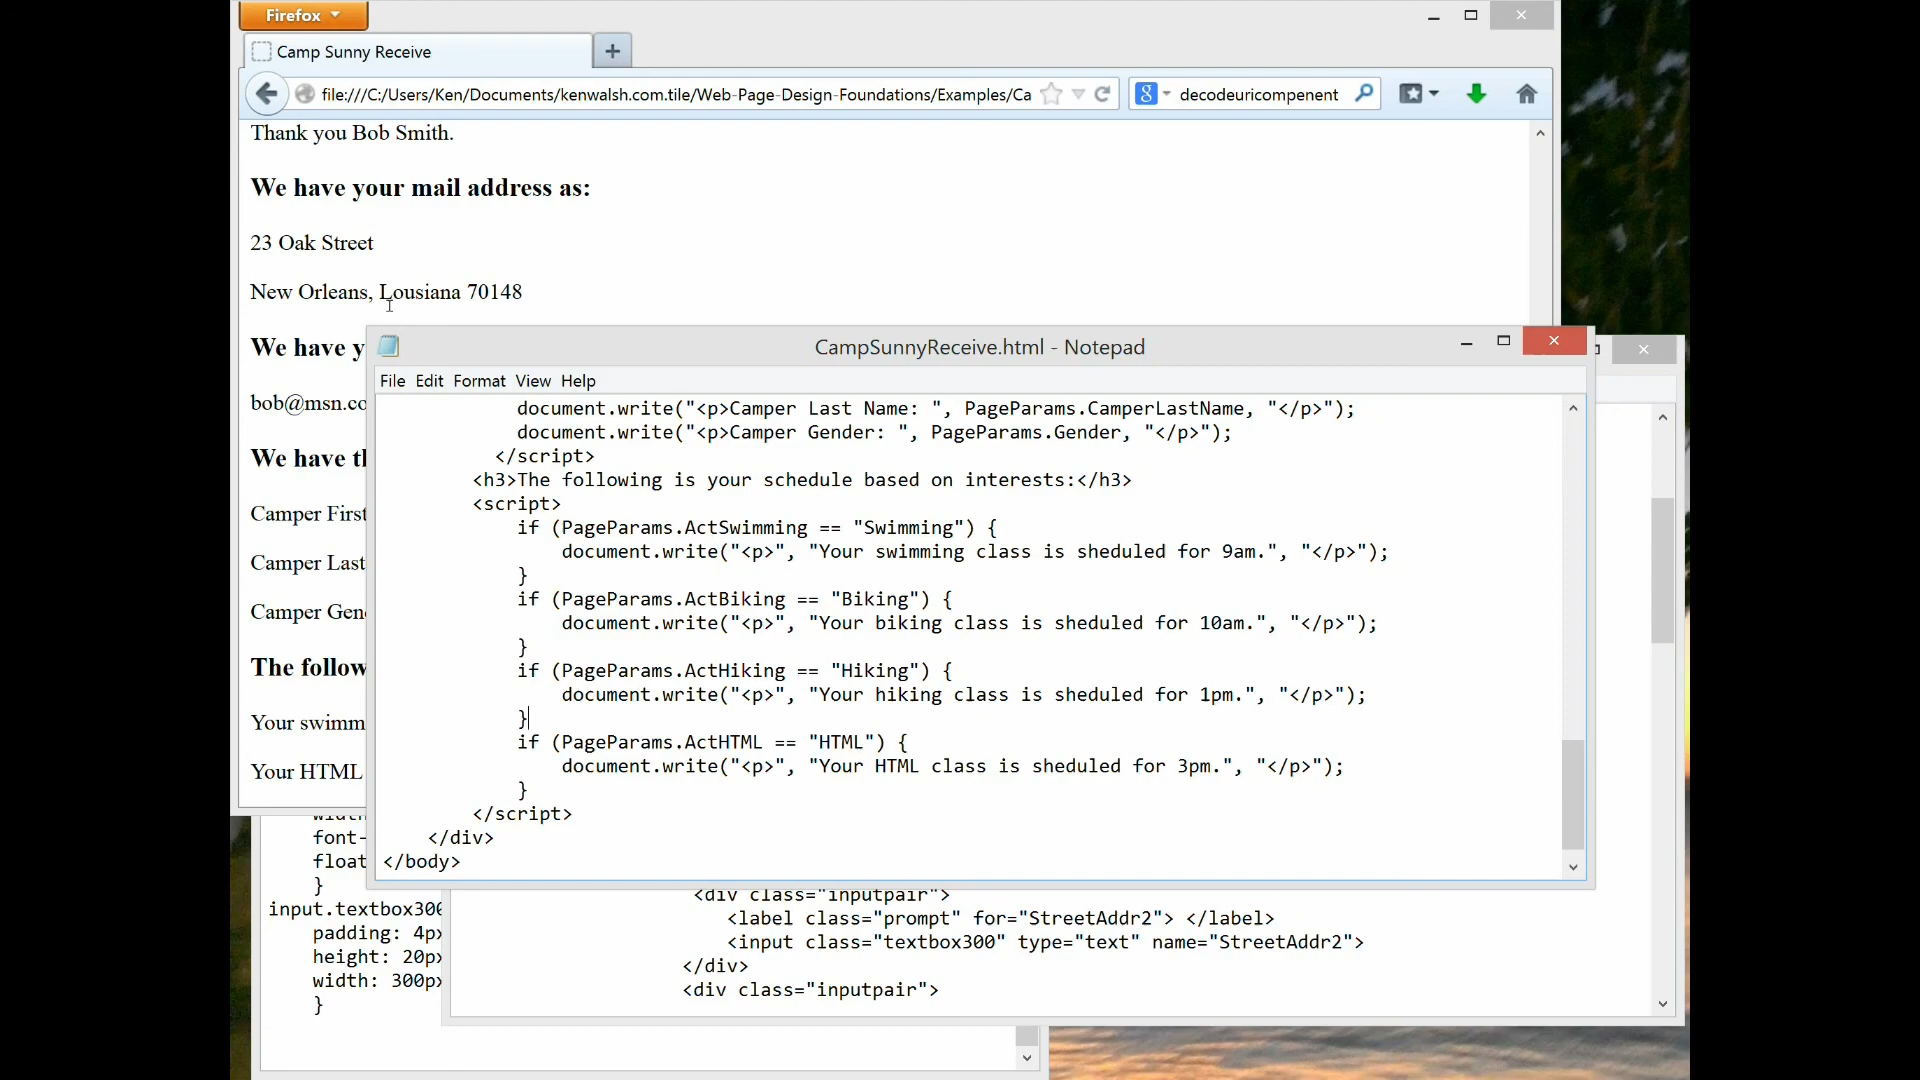 Firefox
Camp Sunny Receive
file:///C:/Users/Ken/Documents/kenwalsh.com.tile/Web-Page-Design-Foundations/Examples/Ca
decodeuricompenent
Thank you Bob Smith.
We have your mail address as:
23 Oak Street
New Orleans, Lousiana 70148
We have y
bob@msn.co
We have t
Camper First
Camper Last
Camper Gen
The follow
Your swimm
Your HTML
CampSunnyReceive.html - Notepad
File Edit Format View Help
document.write("<p>Camper Last Name: ", PageParams.CamperLastName, "</p>");
document.write("<p>Camper Gender: ", PageParams.Gender, "</p>");
</script>
<h3>The following is your schedule based on interests:</h3>
<script>
if (PageParams.ActSwimming == "Swimming") {
document.write("<p>", "Your swimming class is sheduled for 9am.", "</p>");
}
if (PageParams.ActBiking == "Biking") {
document.write("<p>", "Your biking class is sheduled for 10am.", "</p>");
}
if (PageParams.ActHiking == "Hiking") {
document.write("<p>", "Your hiking class is sheduled for 1pm.", "</p>");
}
if (PageParams.ActHTML == "HTML") {
document.write("<p>", "Your HTML class is sheduled for 3pm.", "</p>");
}
</script>
</div>
</body>
width
font-
float
}
input.textbox300
padding: 4px
height: 20px
width: 300px
}
<div class="inputpair">
<label class="prompt" for="StreetAddr2"> </label>
<input class="textbox300" type="text" name="StreetAddr2">
</div>
<div class="inputpair">